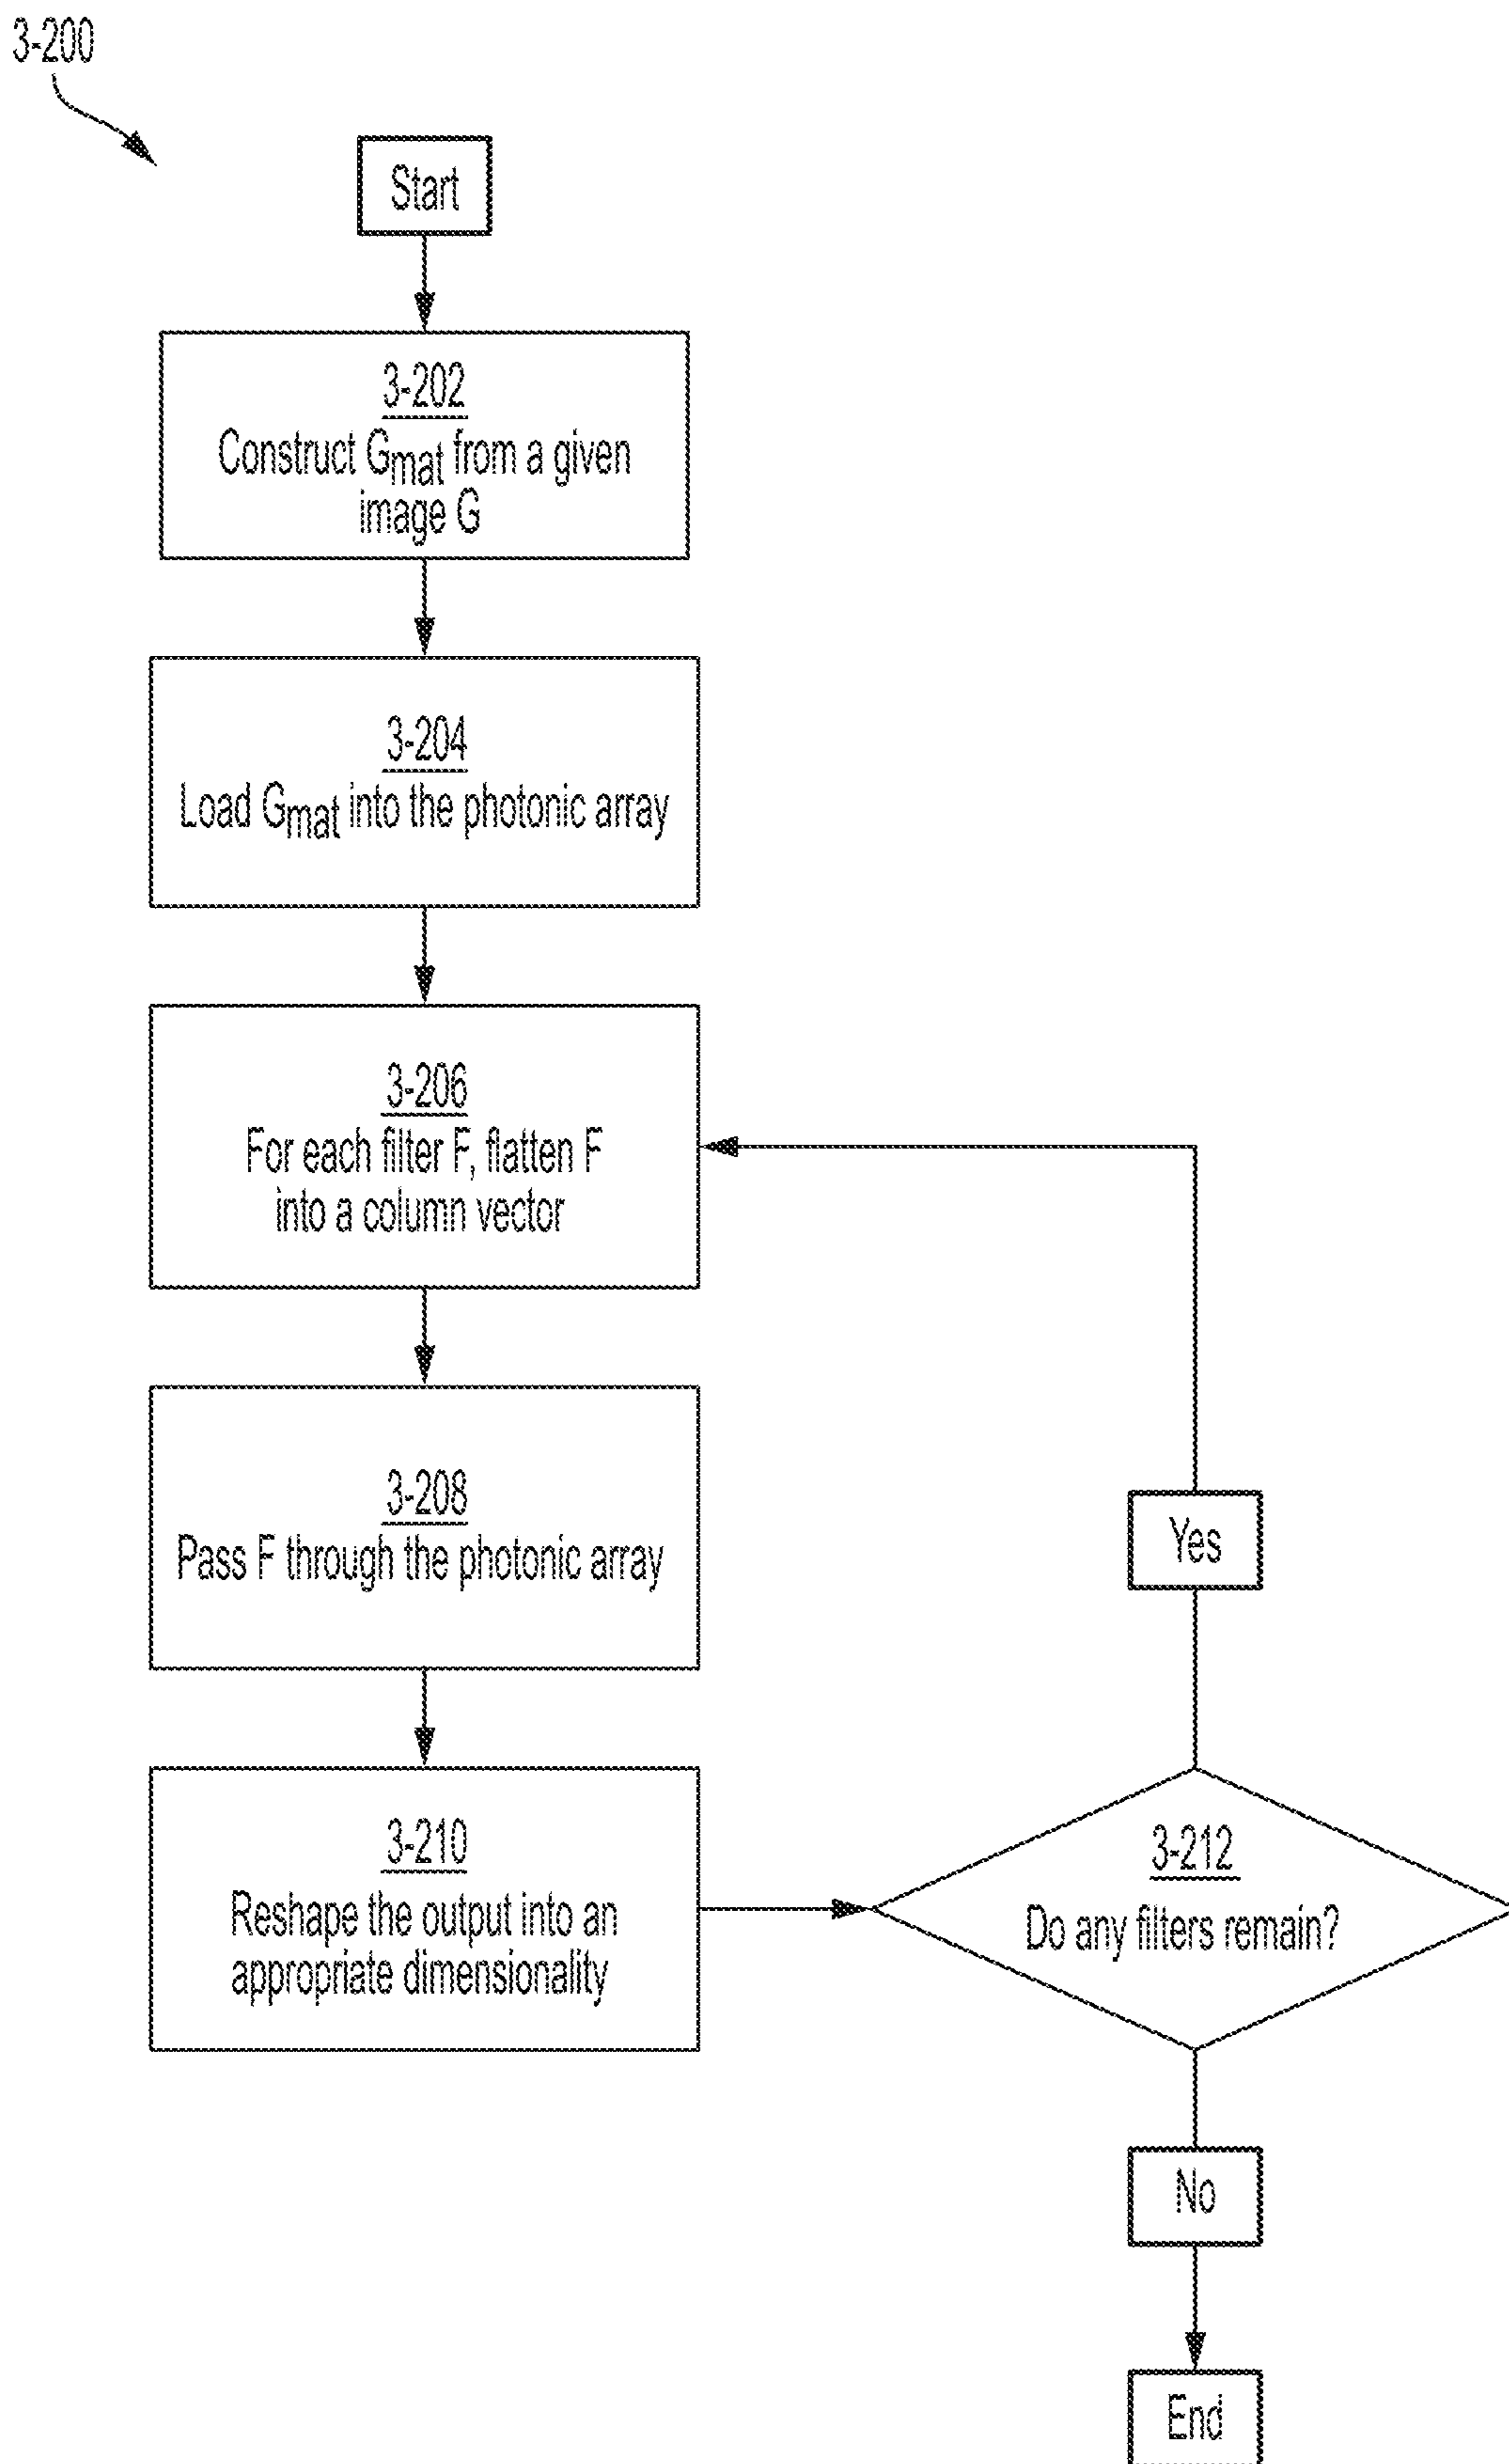 3-200
Start
3-202
Construct Gmat from a given
image G
3-204
Load Gmat into the photonic array
3-206
For each filter F, flatten F
into a column vector
3-208
Pass F through the photonic array
3-210
Reshape the output into an
appropriate dimensionality
Yes
3-212
Do any filters remain?
No
End